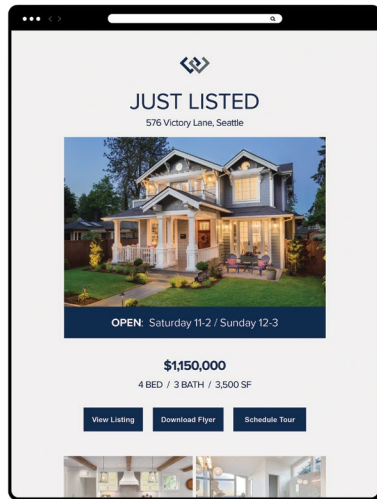 JUST LISTED
576 Victory Lane, Seattle
OPEN: Saturday 11-2 / Sunday 12-3
$1,150,000
4 BED / 3 BATH / 3,500 SF
View Listing
Download Flyer
Schedule Tour